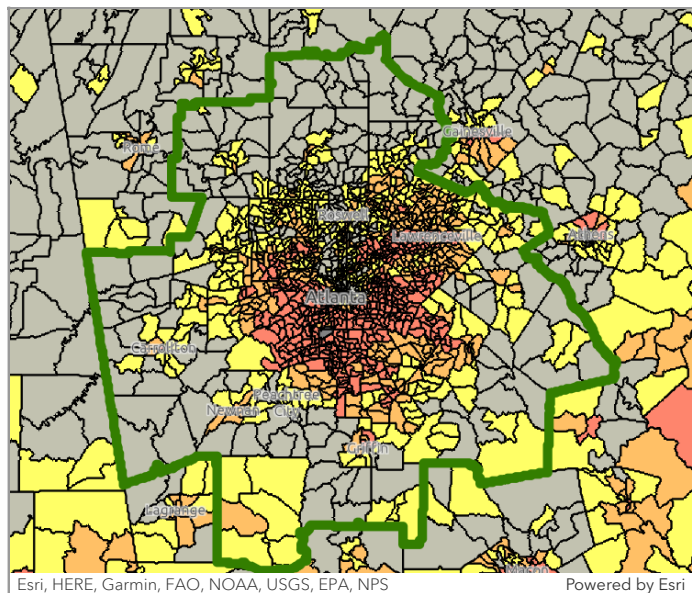 Gainesville
Rome
Roswell
Athens
Lawrenceville
Atlanta
Carrollton
Peachtree
City
Newnan
Griffin
Lagrange
Macon
Esri, HERE, Garmin, FAO, NOAA, USGS, EPA, NPS
Powered by Esri